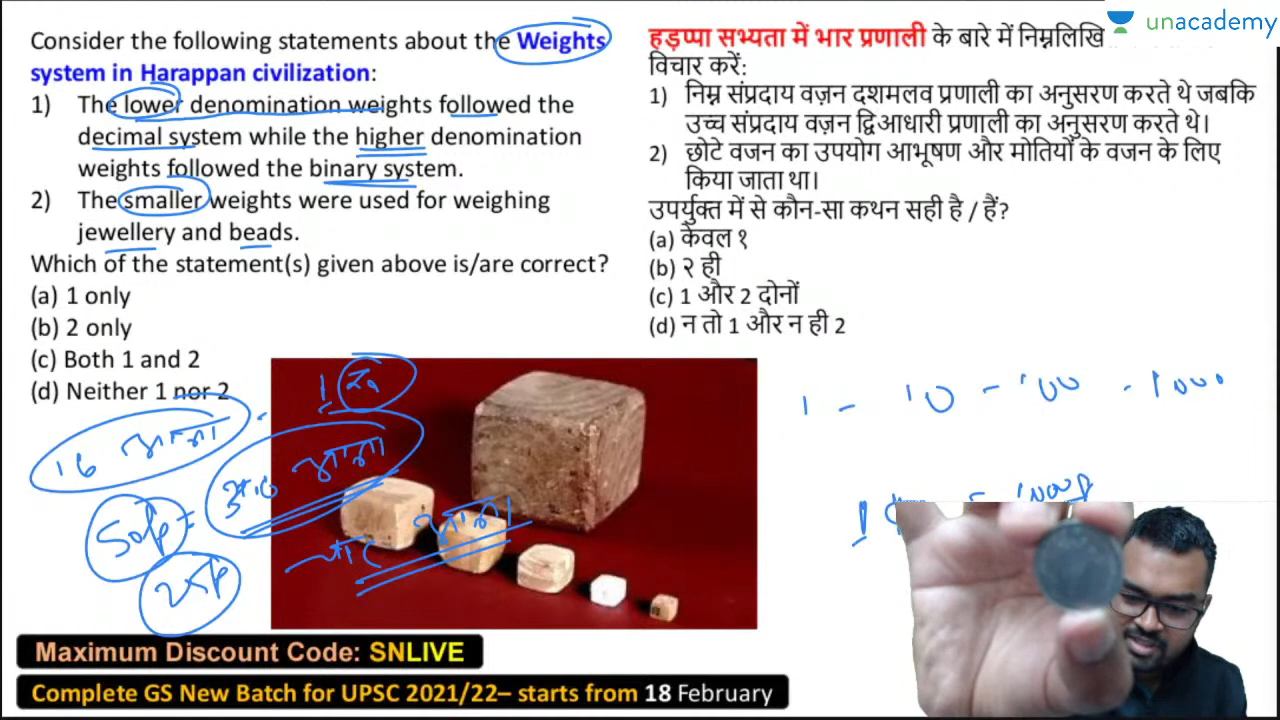 unacademy
Consider the following statements about the Weights
system in Harappan civilization:
1) The lower denomination weights followed the
decimal system while the higher denomination
weights followed the binary system.
2) The smaller weights were used for weighing
jewellery and beads.
Which of the statement(s) given above is/are correct?
(a) 1 only
(b) 2 only
(c) Both 1 and 2
(d) Neither 1 nor 2
हड़प्पा सभ्यता में भार प्रणाली के बारे में
विचार करें:
1) निम्न संप्रदाय वज़न दशमलव प्रणाली का अनुसरण करते थे जबकि
उच्च संप्रदाय वज़न द्विआधारी प्रणाली का अनुसरण करते थे।
2) छोटे वजन का उपयोग आभूषण और मोतियों के वजन के लिए
किया जाता था।
उपर्युक्त में से कौन-सा कथन सही है / हैं?
(a) केवल १
(b) २ ही
(c) 1 और 2 दोनों
(d) न तो 1 और न ही 2
1 - 10 - 100 - 1000
16 आना - 1 रु
50p = आठ आना
25p चार आना
Maximum Discount Code: SNLIVE
Complete GS New Batch for UPSC 2021/22– starts from 18 February